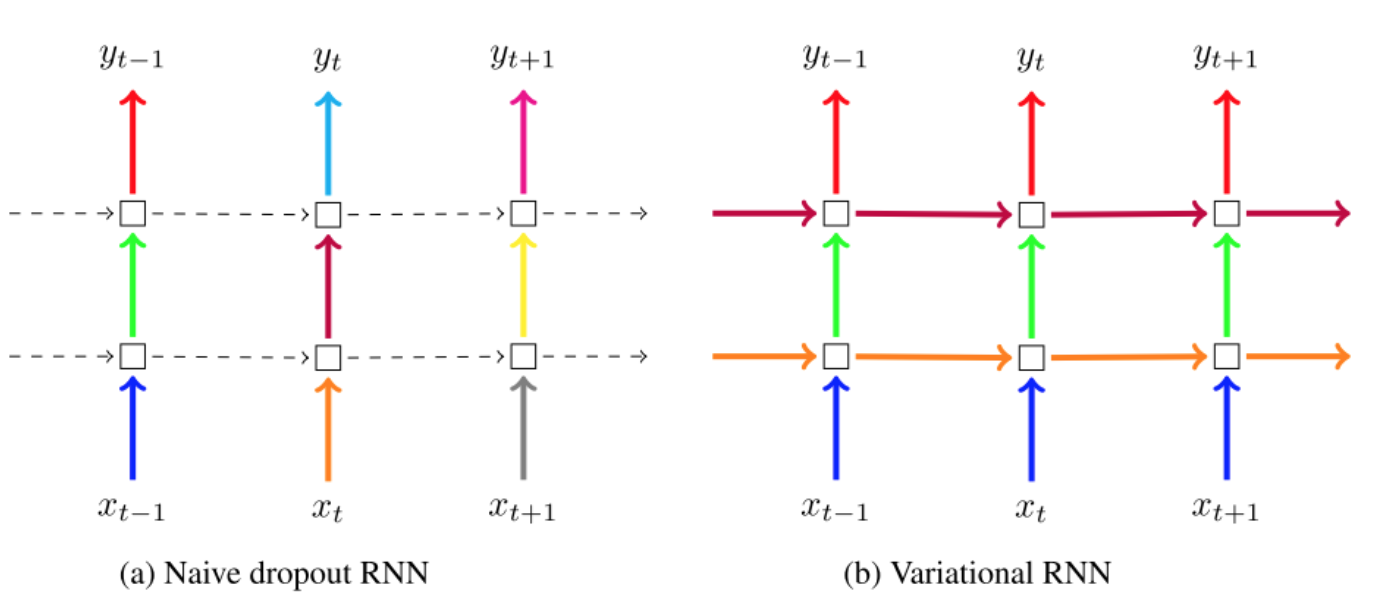 y_{t−1} y_t y_{t+1} y_{t−1} y_t y_{t+1}
x_{t−1} x_t x_{t+1} x_{t−1} x_t x_{t+1}
(a) Naive dropout RNN (b) Variational RNN